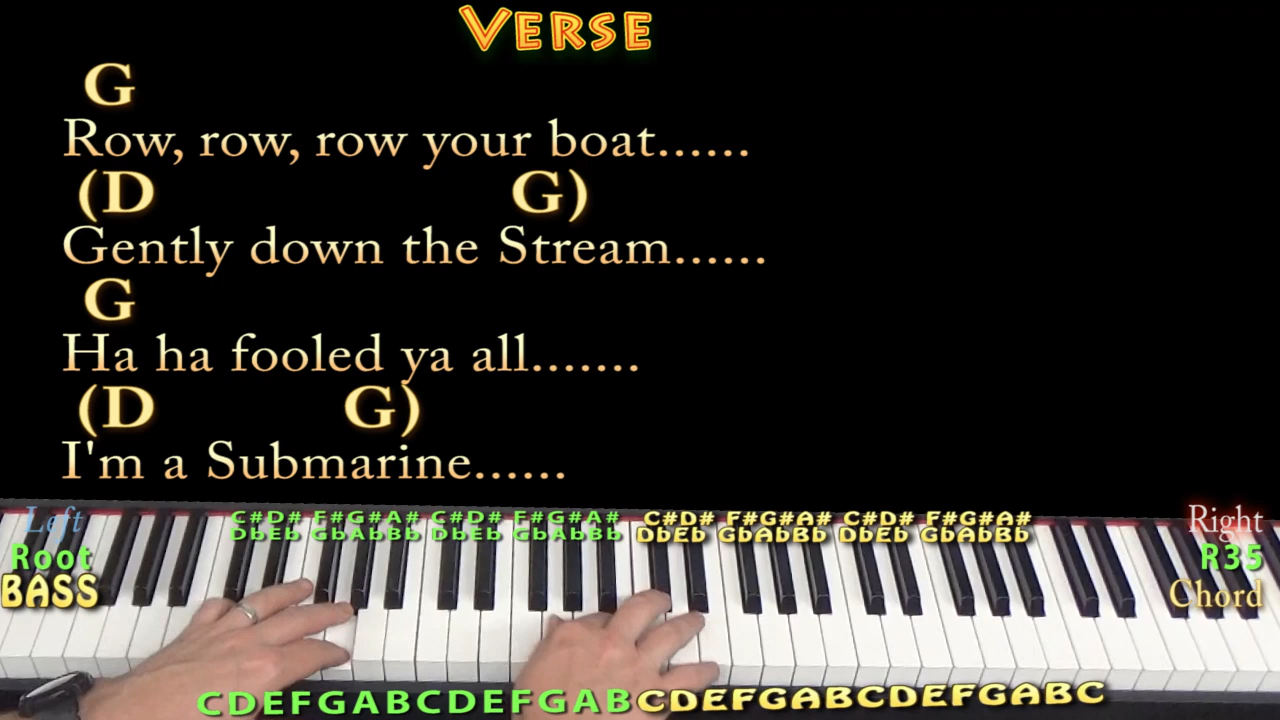 VERSE
G
Row, row, row your boat......
(D G)
Gently down the Stream......
G
Ha ha fooled ya all.......
(D G)
I'm a Submarine......
Left
Root
BASS
C#D# F#G#A# C#D# F#G#A# C#D# F#G#A# C#D# F#G#A#
DbEb GbAbBb DbEb GbAbBb DbEb GbAbBb DbEb GbAbBb
Right
R35
Chord
CDEFGABCDEFGABCDEFGABCDEFGABC